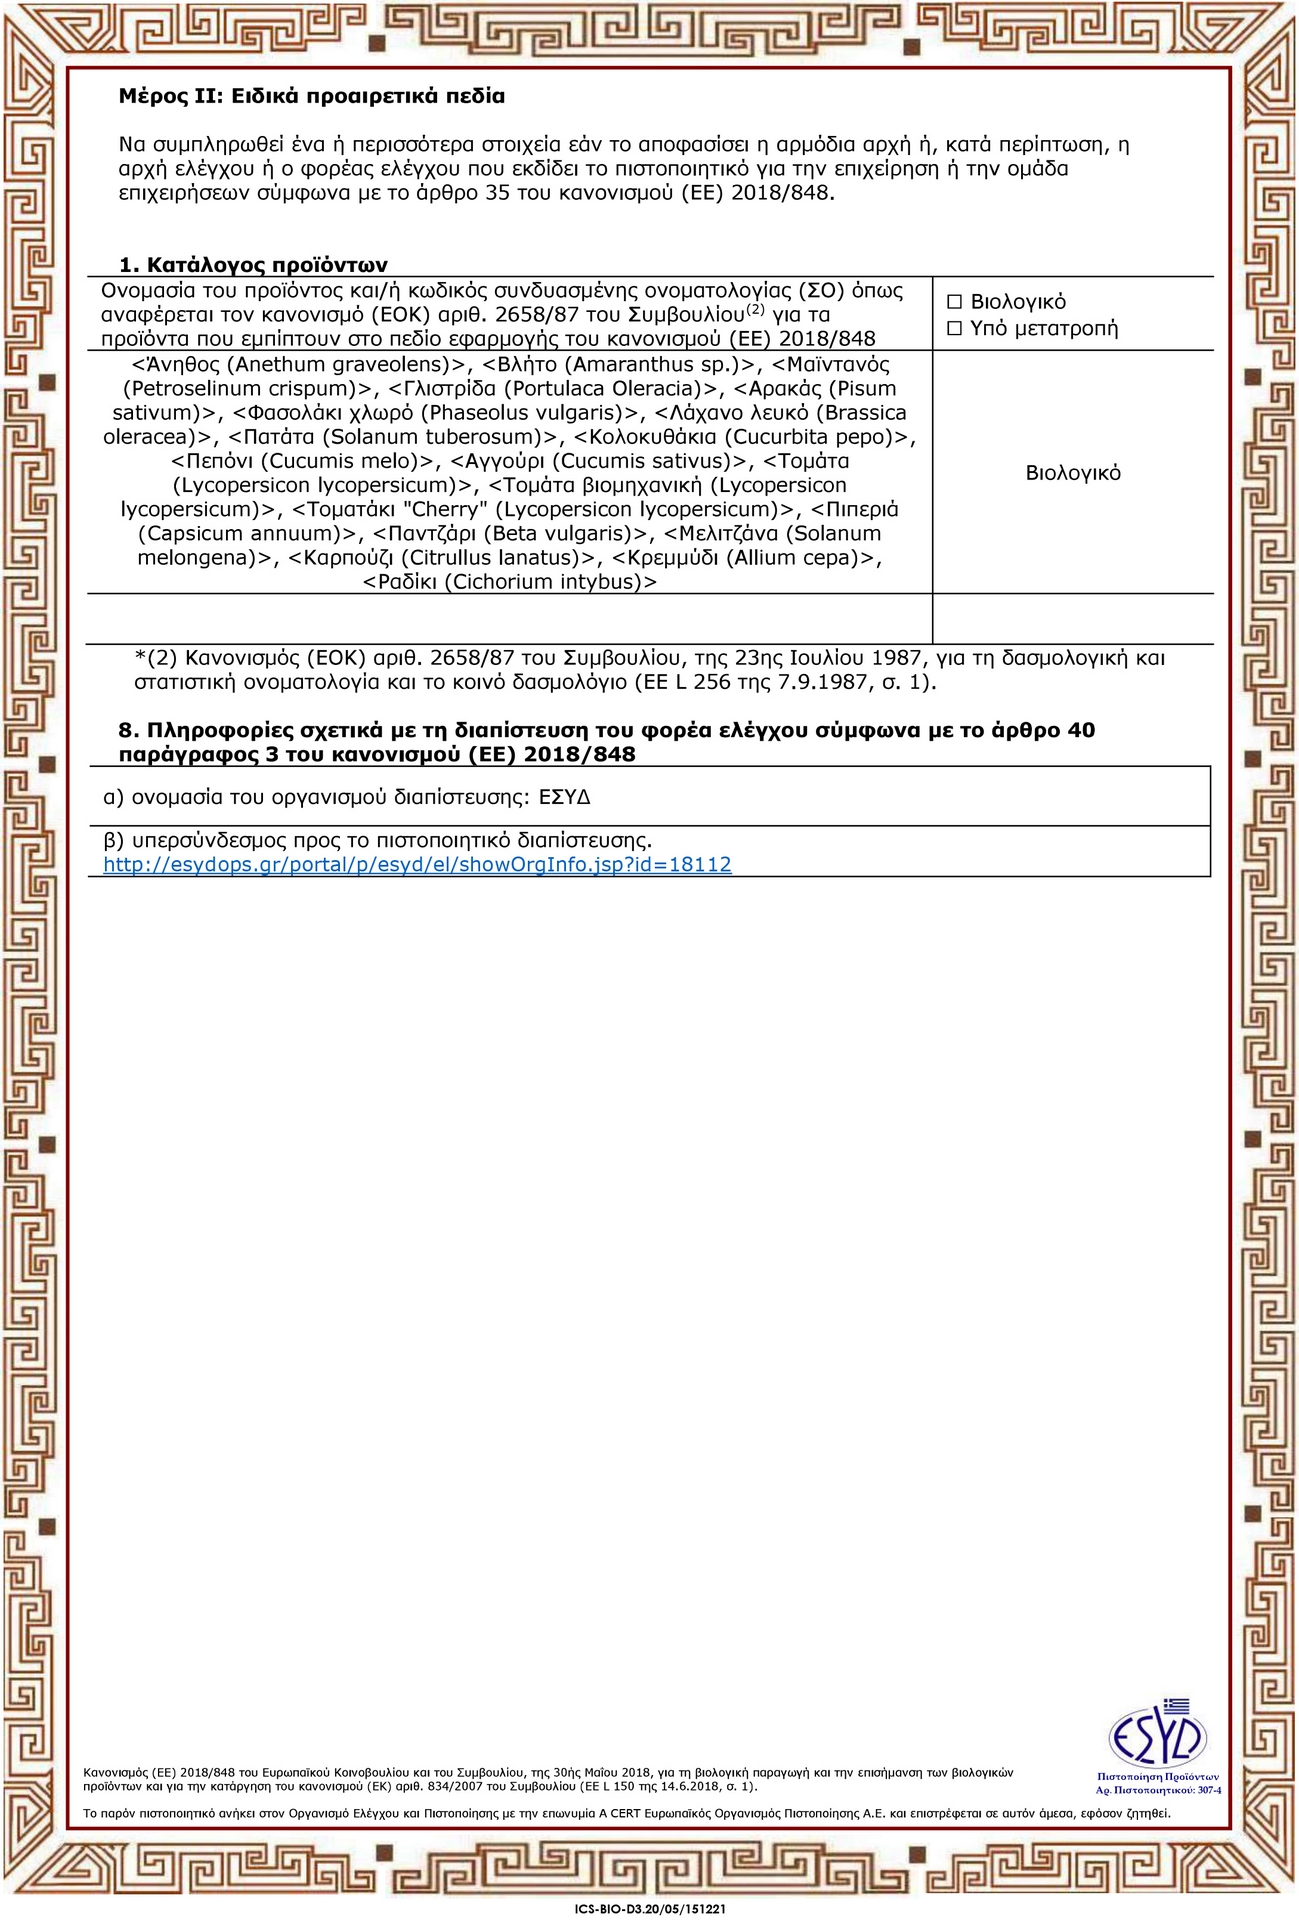 Μέρος II: Ειδικά προαιρετικά πεδία
Να συμπληρωθεί ένα ή περισσότερα στοιχεία εάν το αποφασίσει η αρμόδια αρχή ή, κατά περίπτωση, η
αρχή ελέγχου ή ο φορέας ελέγχου που εκδίδει το πιστοποιητικό για την επιχείρηση ή την ομάδα
επιχειρήσεων σύμφωνα με το άρθρο 35 του κανονισμού (ΕΕ) 2018/848.
1. Κατάλογος προϊόντων
Ονομασία του προϊόντος και/ή κωδικός συνδυασμένης ονοματολογίας (ΣΟ) όπως
αναφέρεται τον κανονισμό (ΕΟΚ) αριθ. 2658/87 του Συμβουλίου(2) για τα
προϊόντα που εμπίπτουν στο πεδίο εφαρμογής του κανονισμού (ΕΕ) 2018/848
☐ Βιολογικό
☐ Υπό μετατροπή
<Άνηθος (Anethum graveolens)>, <Βλήτο (Amaranthus sp.)>, <Μαϊντανός
(Petroselinum crispum)>, <Γλιστρίδα (Portulaca Oleracia)>, <Αρακάς (Pisum
sativum)>, <Φασολάκι χλωρό (Phaseolus vulgaris)>, <Λάχανο λευκό (Brassica
oleracea)>, <Πατάτα (Solanum tuberosum)>, <Κολοκυθάκια (Cucurbita pepo)>,
<Πεπόνι (Cucumis melo)>, <Αγγούρι (Cucumis sativus)>, <Τομάτα
(Lycopersicon lycopersicum)>, <Τομάτα βιομηχανική (Lycopersicon
lycopersicum)>, <Τοματάκι "Cherry" (Lycopersicon lycopersicum)>, <Πιπεριά
(Capsicum annuum)>, <Παντζάρι (Beta vulgaris)>, <Μελιτζάνα (Solanum
melongena)>, <Καρπούζι (Citrullus lanatus)>, <Κρεμμύδι (Allium cepa)>,
<Ραδίκι (Cichorium intybus)>
Βιολογικό
*(2) Κανονισμός (ΕΟΚ) αριθ. 2658/87 του Συμβουλίου, της 23ης Ιουλίου 1987, για τη δασμολογική και
στατιστική ονοματολογία και το κοινό δασμολόγιο (ΕΕ L 256 της 7.9.1987, σ. 1).
8. Πληροφορίες σχετικά με τη διαπίστευση του φορέα ελέγχου σύμφωνα με το άρθρο 40
παράγραφος 3 του κανονισμού (ΕΕ) 2018/848
α) ονομασία του οργανισμού διαπίστευσης: ΕΣΥΔ
β) υπερσύνδεσμος προς το πιστοποιητικό διαπίστευσης.
http://esydops.gr/portal/p/esyd/el/showOrgInfo.jsp?id=18112
ΕΣΥD
Πιστοποίηση Προϊόντων
Αρ. Πιστοποιητικού: 307-4
Κανονισμός (ΕΕ) 2018/848 του Ευρωπαϊκού Κοινοβουλίου και του Συμβουλίου, της 30ής Μαΐου 2018, για τη βιολογική παραγωγή και την επισήμανση των βιολογικών
προϊόντων και για την κατάργηση του κανονισμού (ΕΚ) αριθ. 834/2007 του Συμβουλίου (ΕΕ L 150 της 14.6.2018, σ. 1).
Το παρόν πιστοποιητικό ανήκει στον Οργανισμό Ελέγχου και Πιστοποίησης με την επωνυμία A CERT Ευρωπαϊκός Οργανισμός Πιστοποίησης Α.Ε. και επιστρέφεται σε αυτόν άμεσα, εφόσον ζητηθεί.
ICS-BIO-D3.20/05/151221